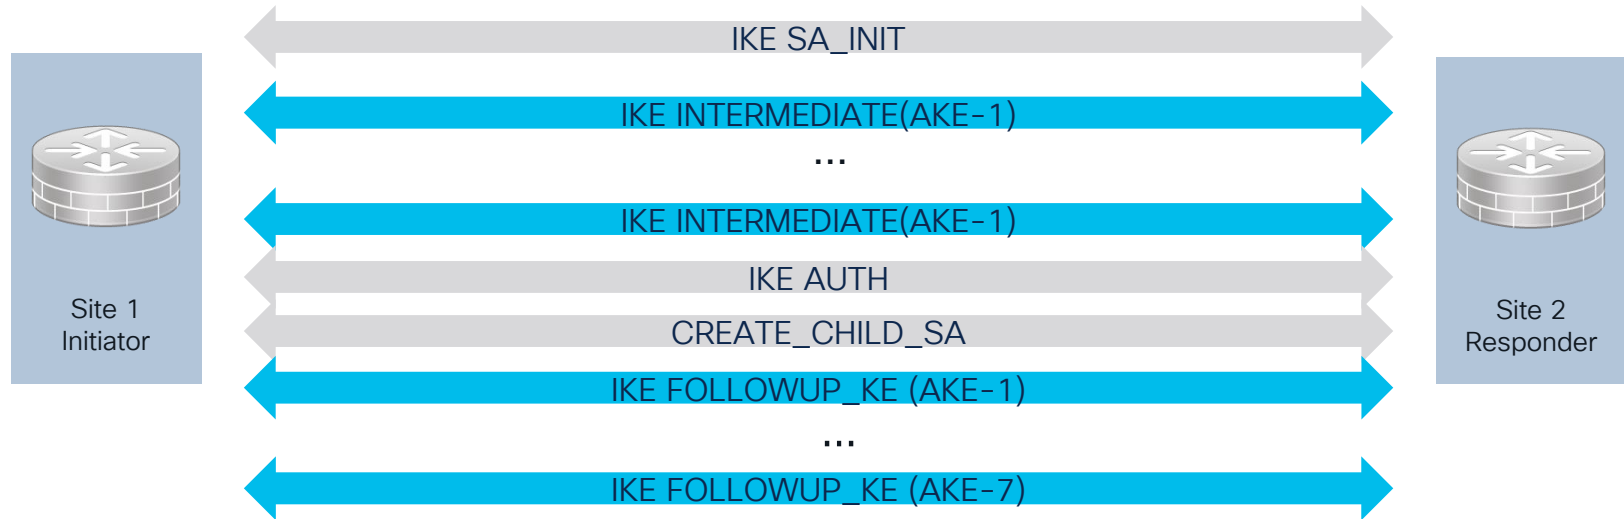 IKE SA_INIT
IKE INTERMEDIATE(AKE-1)
...
IKE INTERMEDIATE(AKE-1)
IKE AUTH
CREATE_CHILD_SA
IKE FOLLOWUP_KE (AKE-1)
...
IKE FOLLOWUP_KE (AKE-7)
Site 1
Initiator
Site 2
Responder